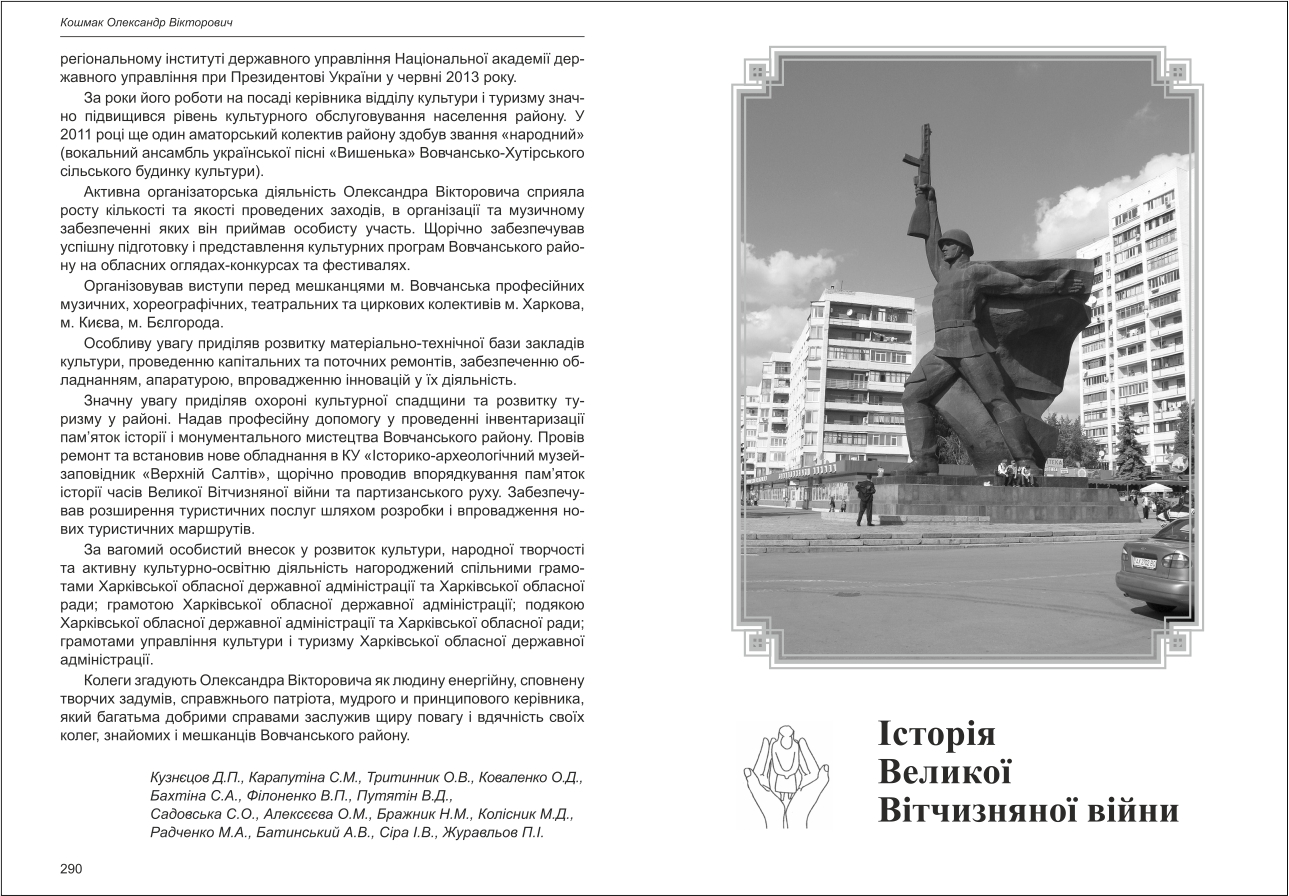 Кошмак Олександр Вікторович
регіональному інституті державного управління Національної академії дер-
жавного управління при Президентові України у червні 2013 року.
За роки його роботи на посаді керівника відділу культури і туризму знач-
но підвищився рівень культурного обслуговування населення району. У
2011 році ще один аматорський колектив району здобув звання «народний»
(вокальний ансамбль української пісні «Вишенька» Вовчансько-Хутірського
сільського будинку культури).
Активна організаторська діяльність Олександра Вікторовича сприяла
росту кількості та якості проведених заходів, в організації та музичному
забезпеченні яких він приймав особисту участь. Щорічно забезпечував
успішну підготовку і представлення культурних програм Вовчанського райо-
ну на обласних оглядах-конкурсах та фестивалях.
Організовував виступи перед мешканцями м. Вовчанська професійних
музичних, хореографічних, театральних та циркових колективів м. Харкова,
м. Києва, м. Бєлгорода.
Особливу увагу приділяв розвитку матеріально-технічної бази закладів
культури, проведенню капітальних та поточних ремонтів, забезпеченню об-
ладнанням, апаратурою, впровадженню інновацій у їх діяльність.
Значну увагу приділяв охороні культурної спадщини та розвитку ту-
ризму у районі. Надав професійну допомогу у проведенні інвентаризації
пам’яток історії і монументального мистецтва Вовчанського району. Провів
ремонт та встановив нове обладнання в КУ «Історико-археологічний музей-
заповідник «Верхній Салтів», щорічно проводив впорядкування пам’яток
історії часів Великої Вітчизняної війни та партизанського руху. Забезпечу-
вав розширення туристичних послуг шляхом розробки і впровадження но-
вих туристичних маршрутів.
За вагомий особистий внесок у розвиток культури, народної творчості
та активну культурно-освітню діяльність нагороджений спільними грамо-
тами Харківської обласної державної адміністрації та Харківської обласної
ради; грамотою Харківської обласної державної адміністрації; подякою
Харківської обласної державної адміністрації та Харківської обласної ради;
грамотами управління культури і туризму Харківської обласної державної
адміністрації.
Колеги згадують Олександра Вікторовича як людину енергійну, сповнену
творчих задумів, справжнього патріота, мудрого и принципового керівника,
який багатьма добрими справами заслужив щиру повагу і вдячність своїх
колег, знайомих і мешканців Вовчанського району.
Кузнєцов Д.П., Карапутіна С.М., Тритинник О.В., Коваленко О.Д.,
Бахтіна С.А., Філоненко В.П., Путятін В.Д.,
Садовська С.О., Алексєєва О.М., Бражник Н.М., Колісник М.Д.,
Радченко М.А., Батинський А.В., Сіра І.В., Журавльов П.І.
290
Історія
Великої
Вітчизняної війни